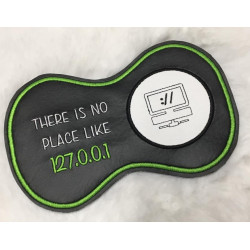 THERE IS NO
PLACE LIKE
127.0.0.1
://